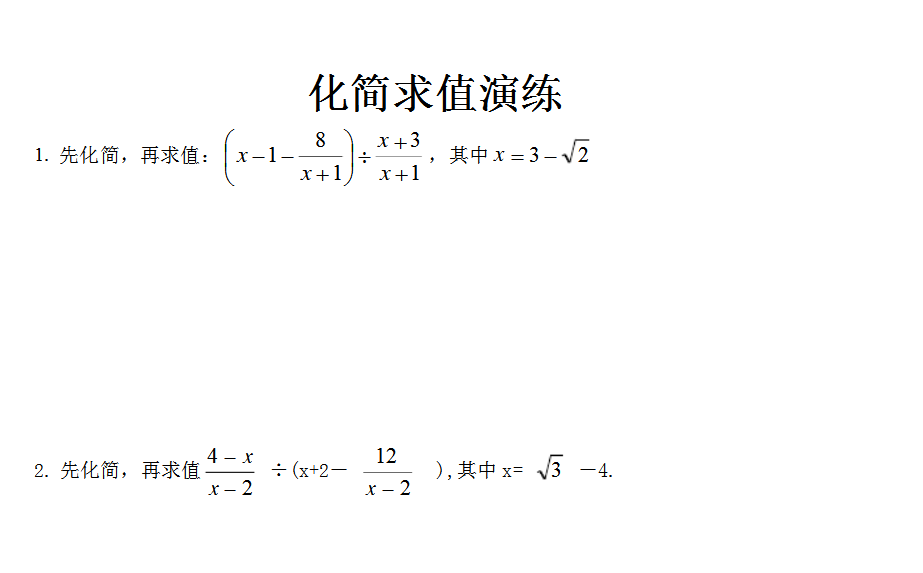 化简求值演练
1. 先化简，再求值：(x－1－8/(x+1))÷(x+3)/(x+1)，其中 x＝3－√2
2. 先化简，再求值 (4－x)/(x－2) ÷(x+2－ 12/(x－2) ),其中 x= √3 －4.